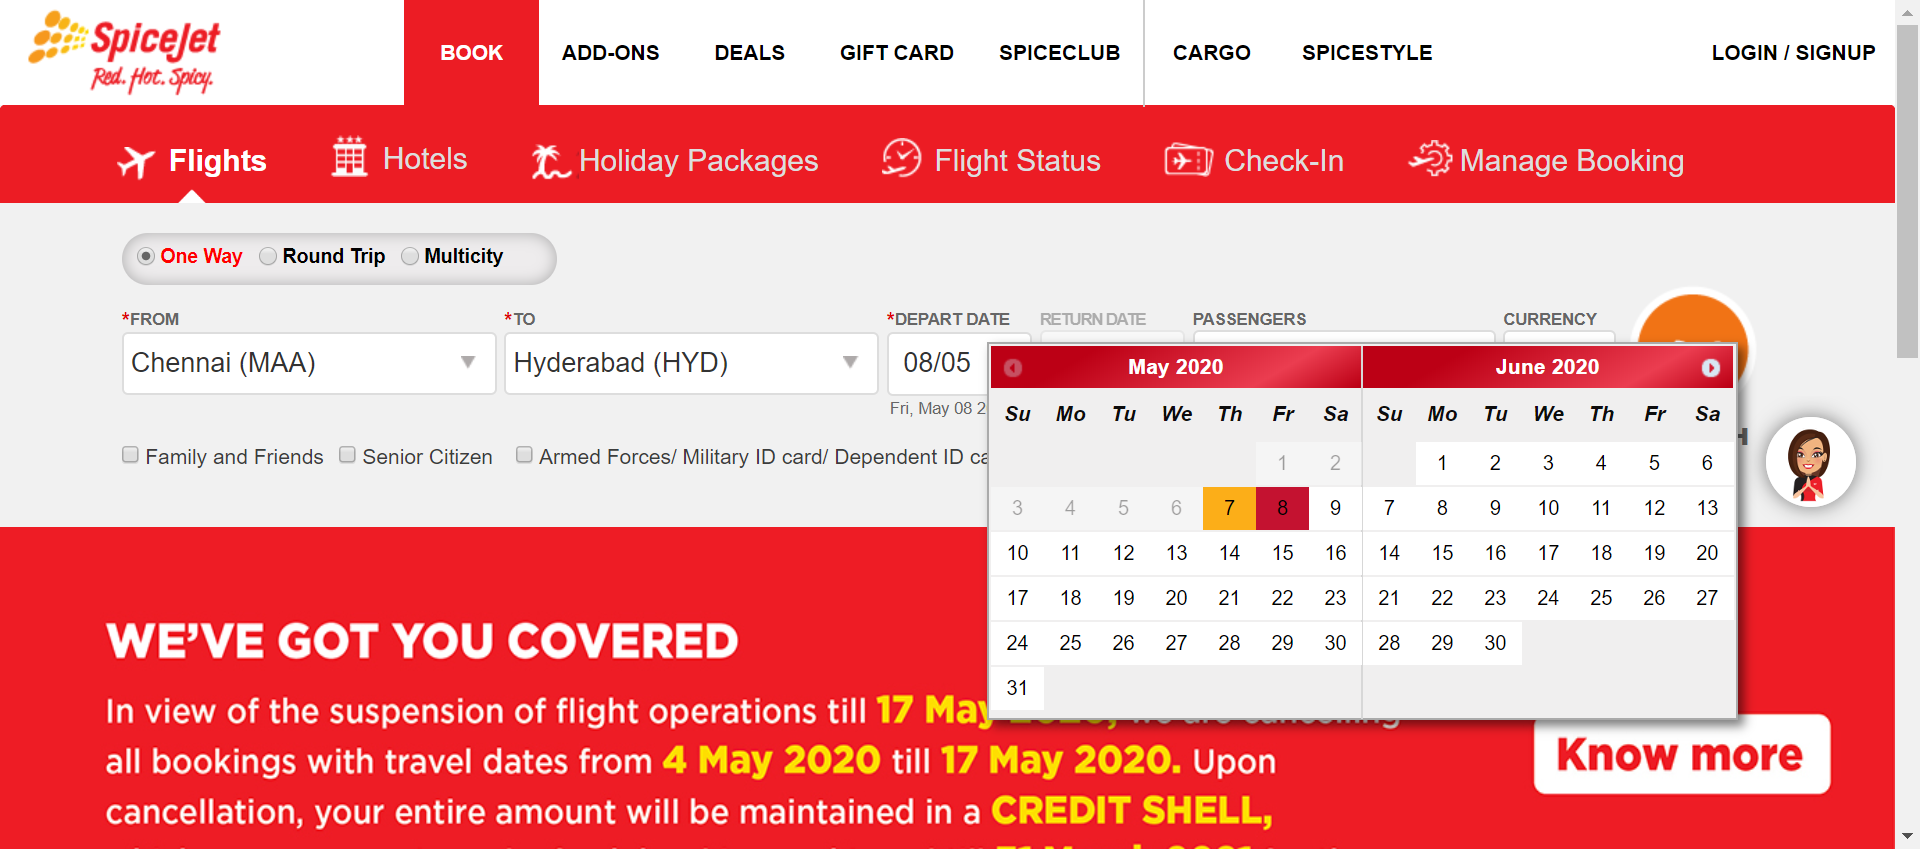 SpiceJet
Red. Hot. Spicy.
BOOK ADD-ONS DEALS GIFT CARD SPICECLUB CARGO SPICESTYLE LOGIN / SIGNUP
Flights Hotels Holiday Packages Flight Status Check-In Manage Booking
One Way Round Trip Multicity
*FROM *TO *DEPART DATE RETURN DATE PASSENGERS CURRENCY
Chennai (MAA) Hyderabad (HYD) 08/05
Fri, May 08 2
Family and Friends Senior Citizen Armed Forces/ Military ID card/ Dependent ID ca
May 2020 June 2020
Su Mo Tu We Th Fr Sa Su Mo Tu We Th Fr Sa
1 2 1 2 3 4 5 6
3 4 5 6 7 8 9 7 8 9 10 11 12 13
10 11 12 13 14 15 16 14 15 16 17 18 19 20
17 18 19 20 21 22 23 21 22 23 24 25 26 27
24 25 26 27 28 29 30 28 29 30
31
H
WE'VE GOT YOU COVERED
In view of the suspension of flight operations till 17 May 2020, we are cancelling
all bookings with travel dates from 4 May 2020 till 17 May 2020. Upon
cancellation, your entire amount will be maintained in a CREDIT SHELL,
Know more